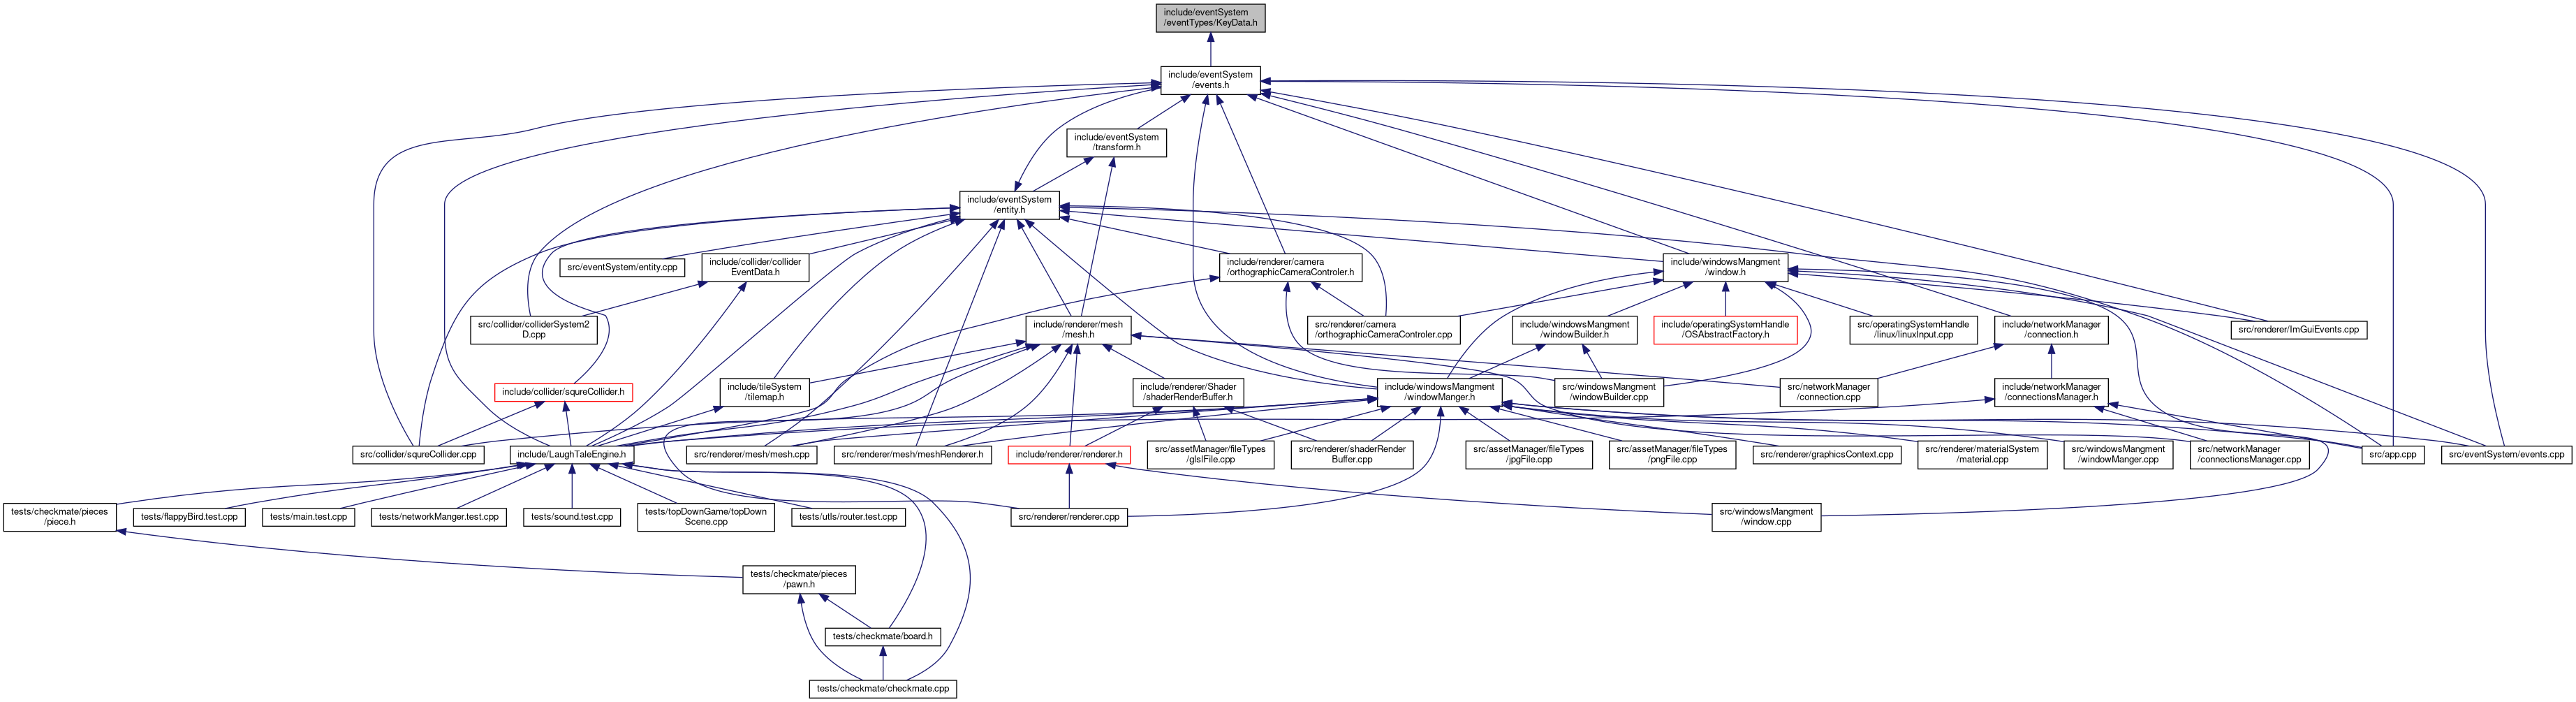 include/eventSystem
/eventTypes/KeyData.h
include/eventSystem
/events.h
include/eventSystem
/transform.h
include/eventSystem
/entity.h
src/eventSystem/entity.cpp
include/collider/collider
EventData.h
include/renderer/camera
/orthographicCameraControler.h
include/windowsMangment
/window.h
src/collider/colliderSystem2
D.cpp
include/renderer/mesh
/mesh.h
src/renderer/camera
/orthographicCameraControler.cpp
include/windowsMangment
/windowBuilder.h
include/operatingSystemHandle
/OSAbstractFactory.h
src/operatingSystemHandle
/linux/linuxInput.cpp
include/networkManager
/connection.h
src/renderer/ImGuiEvents.cpp
include/collider/squreCollider.h
include/tileSystem
/tilemap.h
include/renderer/Shader
/shaderRenderBuffer.h
include/windowsMangment
/windowManger.h
src/windowsMangment
/windowBuilder.cpp
src/networkManager
/connection.cpp
include/networkManager
/connectionsManager.h
src/collider/squreCollider.cpp
include/LaughTaleEngine.h
src/renderer/mesh/mesh.cpp
src/renderer/mesh/meshRenderer.h
include/renderer/renderer.h
src/assetManager/fileTypes
/glslFile.cpp
src/renderer/shaderRender
Buffer.cpp
src/assetManager/fileTypes
/jpgFile.cpp
src/assetManager/fileTypes
/pngFile.cpp
src/renderer/graphicsContext.cpp
src/renderer/materialSystem
/material.cpp
src/windowsMangment
/windowManger.cpp
src/networkManager
/connectionsManager.cpp
src/app.cpp
src/eventSystem/events.cpp
tests/checkmate/pieces
/piece.h
tests/flappyBird.test.cpp
tests/main.test.cpp
tests/networkManger.test.cpp
tests/sound.test.cpp
tests/topDownGame/topDown
Scene.cpp
tests/utls/router.test.cpp
src/renderer/renderer.cpp
src/windowsMangment
/window.cpp
tests/checkmate/pieces
/pawn.h
tests/checkmate/board.h
tests/checkmate/checkmate.cpp